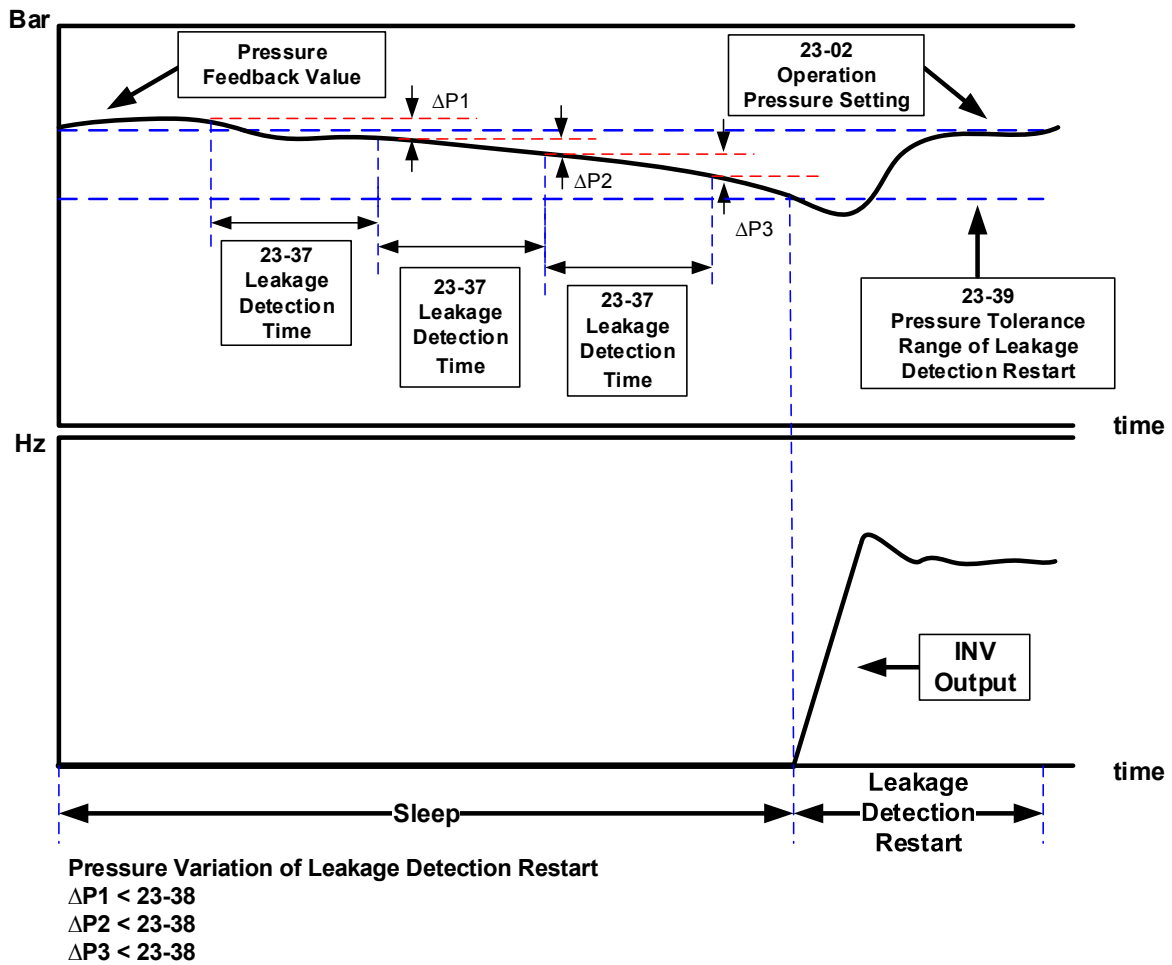 Bar
Pressure
Feedback Value
23-02
Operation
Pressure Setting
ΔP1
ΔP2
ΔP3
23-37
Leakage
Detection
Time
23-37
Leakage
Detection
Time
23-37
Leakage
Detection
Time
23-39
Pressure Tolerance
Range of Leakage
Detection Restart
time
Hz
INV
Output
time
Sleep
Leakage
Detection
Restart
Pressure Variation of Leakage Detection Restart
ΔP1 < 23-38
ΔP2 < 23-38
ΔP3 < 23-38